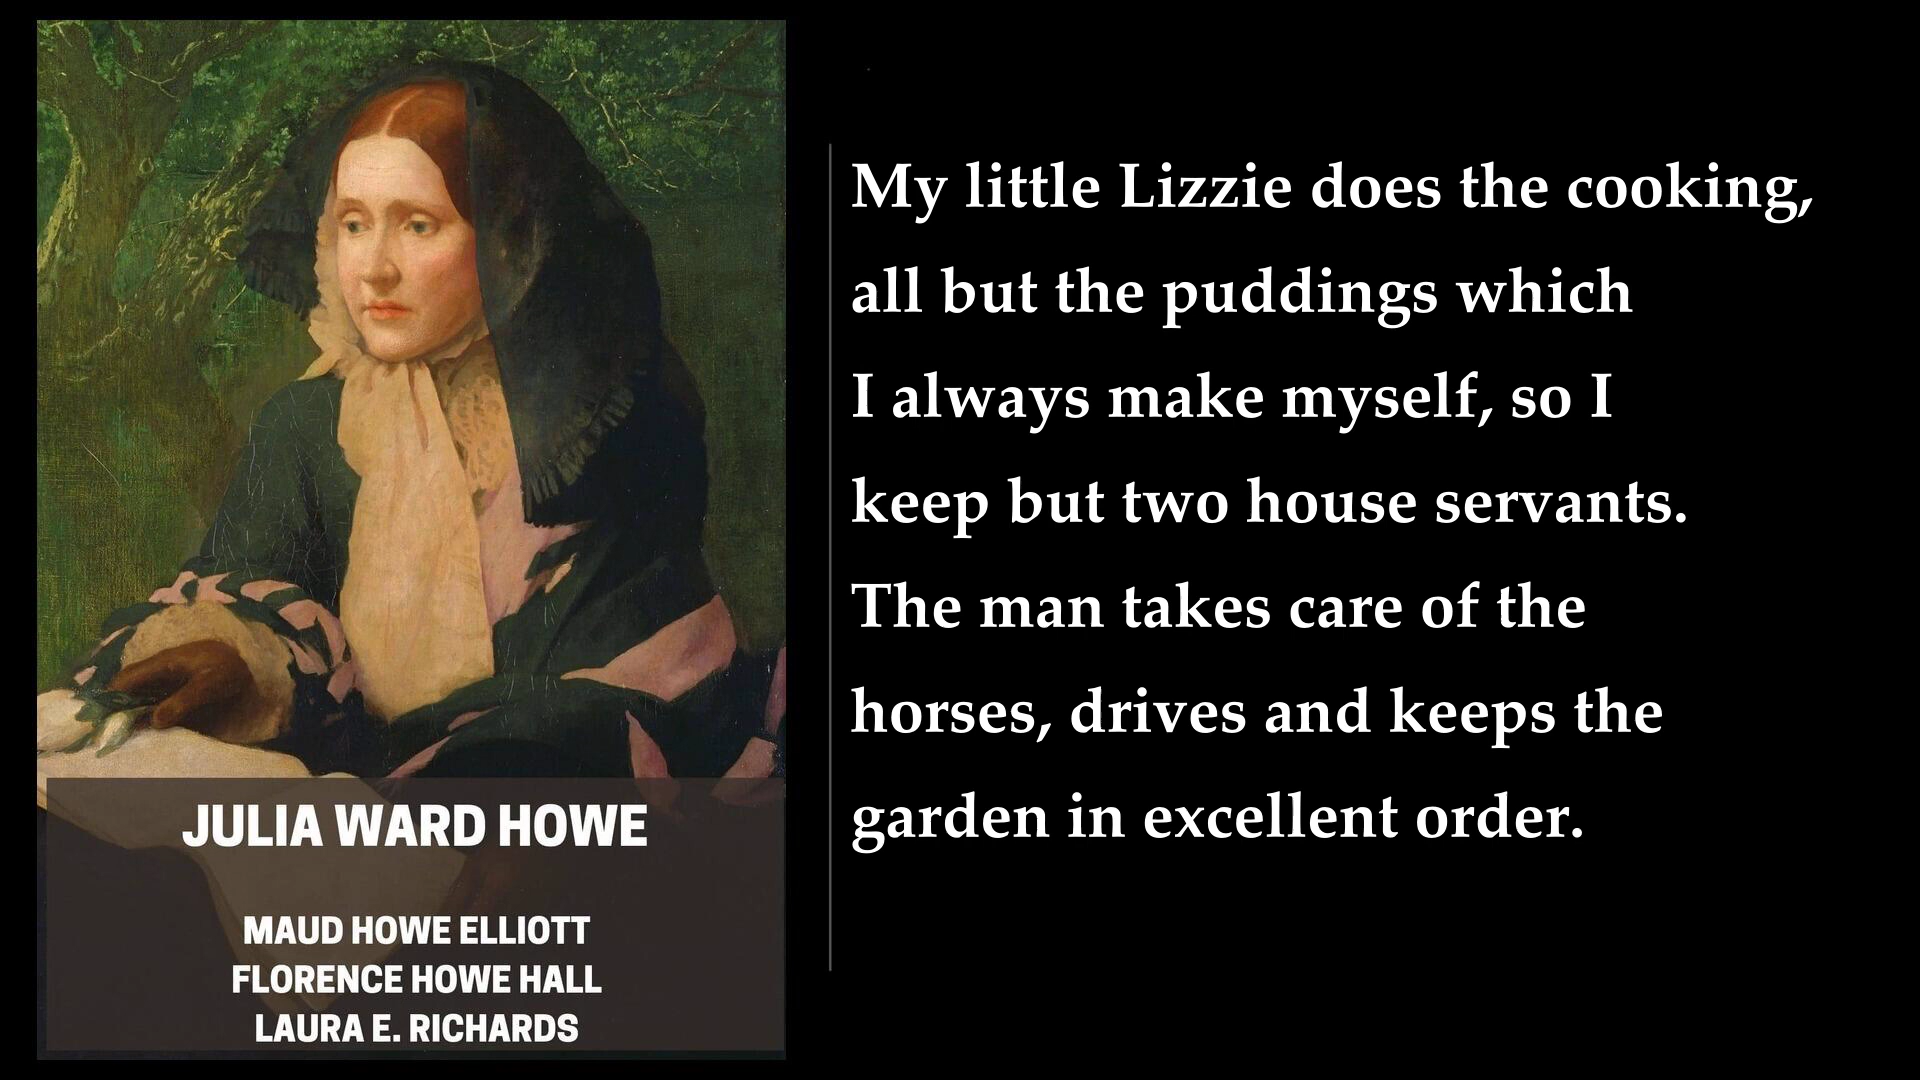 JULIA WARD HOWE
MAUD HOWE ELLIOTT
FLORENCE HOWE HALL
LAURA E. RICHARDS
My little Lizzie does the cooking,
all but the puddings which
I always make myself, so I
keep but two house servants.
The man takes care of the
horses, drives and keeps the
garden in excellent order.